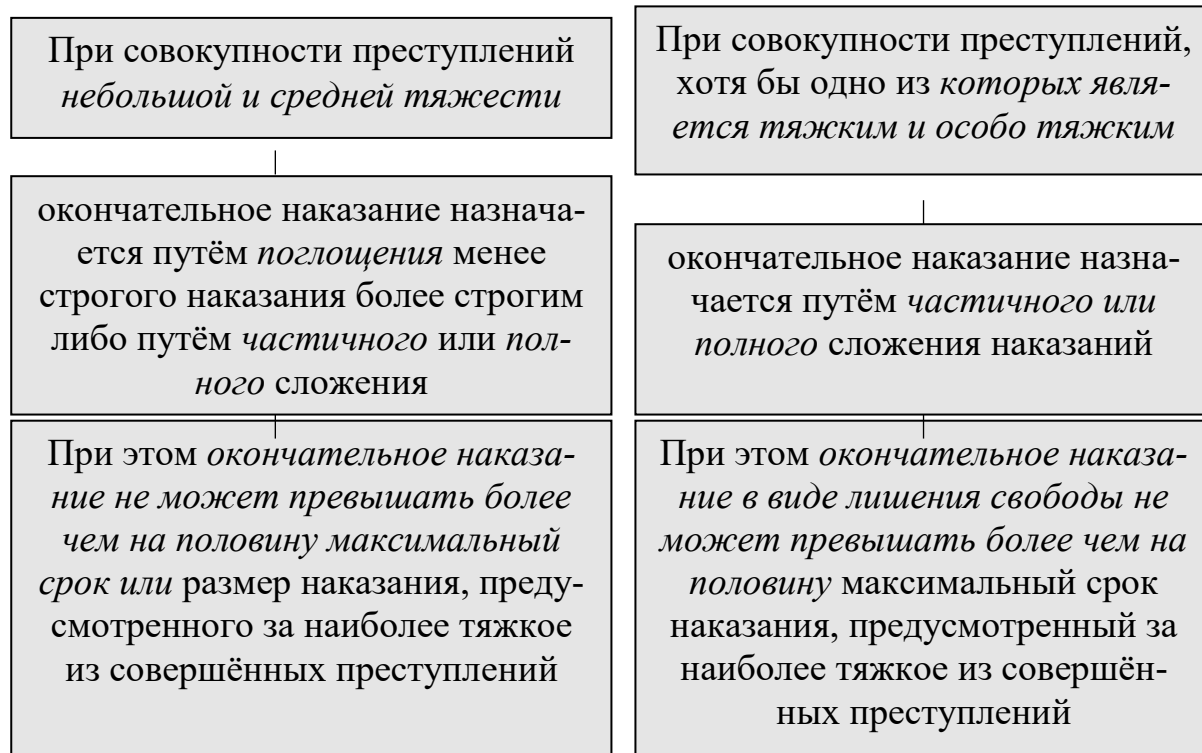 При совокупности преступлений
небольшой и средней тяжести
окончательное наказание назнача-
ется путём поглощения менее
строгого наказания более строгим
либо путём частичного или пол-
ного сложения
При этом окончательное наказа-
ние не может превышать более
чем на половину максимальный
срок или размер наказания, преду-
смотренного за наиболее тяжкое
из совершённых преступлений
При совокупности преступлений,
хотя бы одно из которых явля-
ется тяжким и особо тяжким
окончательное наказание назна-
чается путём частичного или
полного сложения наказаний
При этом окончательное наказа-
ние в виде лишения свободы не
может превышать более чем на
половину максимальный срок
наказания, предусмотренный за
наиболее тяжкое из совершён-
ных преступлений